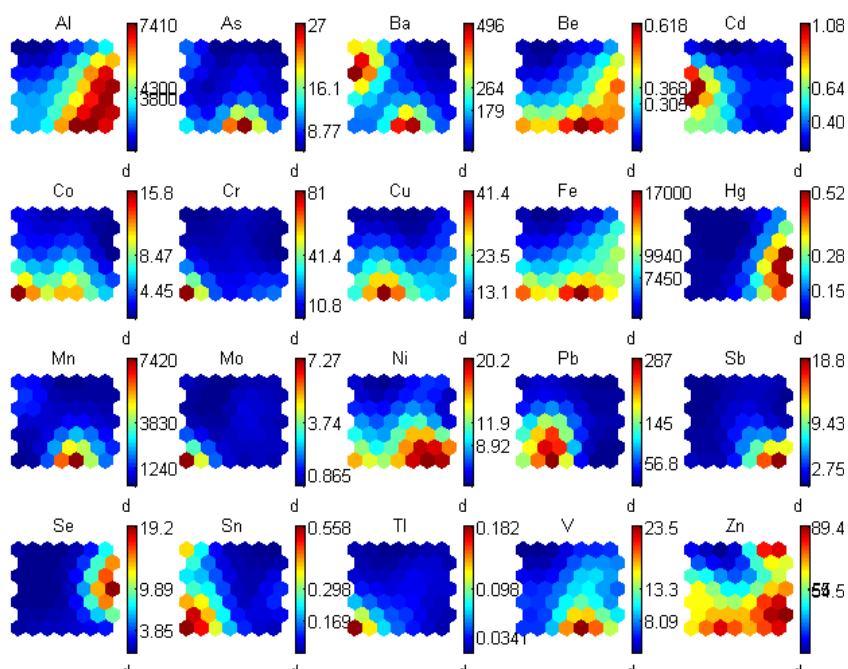 Al 7410 4300 3800 d
As 27 16.1 8.77 d
Ba 496 264 179 d
Be 0.618 0.368 0.305 d
Cd 1.08 0.64 0.40 d
Co 15.8 8.47 4.45 d
Cr 81 41.4 10.8 d
Cu 41.4 23.5 13.1 d
Fe 17000 9940 7450 d
Hg 0.52 0.28 0.15 d
Mn 7420 3830 1240 d
Mo 7.27 3.74 0.865 d
Ni 20.2 11.9 8.92 d
Pb 287 145 56.8 d
Sb 18.8 9.43 2.75 d
Se 19.2 9.89 3.85 d
Sn 0.558 0.298 0.169 d
Tl 0.182 0.098 0.0341 d
V 23.5 13.3 8.09 d
Zn 89.4 54.5 d